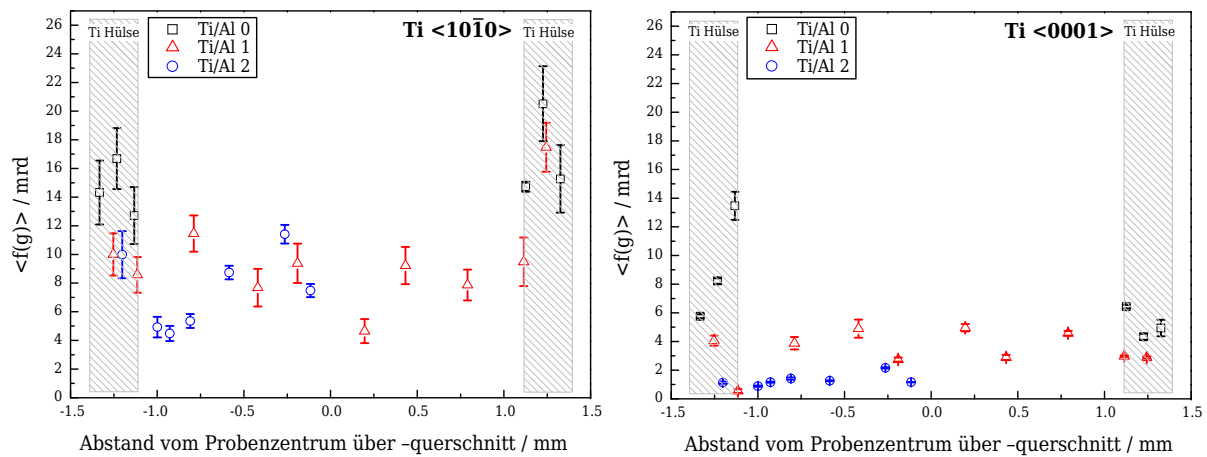 Ti Hülse
Ti/Al 0
Ti/Al 1
Ti/Al 2
Ti <101̅0>
Ti Hülse
26
24
22
20
18
16
14
12
10
8
6
4
2
0
<f(g)> / mrd
-1.5
-1.0
-0.5
0.0
0.5
1.0
1.5
Abstand vom Probenzentrum über –querschnitt / mm
Ti Hülse
Ti/Al 0
Ti/Al 1
Ti/Al 2
Ti <0001>
Ti Hülse
26
24
22
20
18
16
14
12
10
8
6
4
2
0
<f(g)> / mrd
-1.5
-1.0
-0.5
0.0
0.5
1.0
1.5
Abstand vom Probenzentrum über –querschnitt / mm